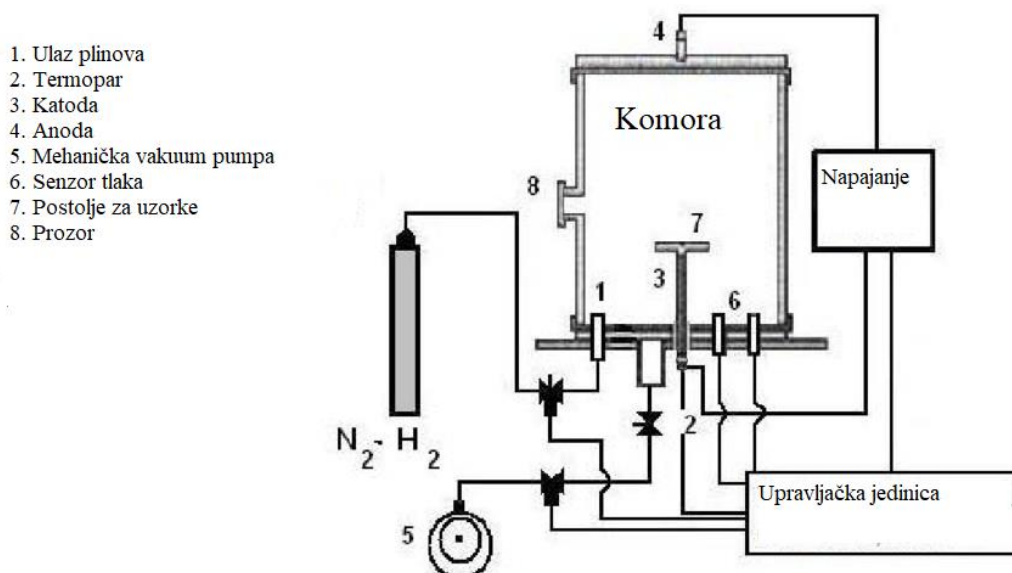 1. Ulaz plinova
2. Termopar
3. Katoda
4. Anoda
5. Mehanička vakuum pumpa
6. Senzor tlaka
7. Postolje za uzorke
8. Prozor
4
Komora
Napajanje
8
7
3
1
6
2
N2- H2
Upravljačka jedinica
5